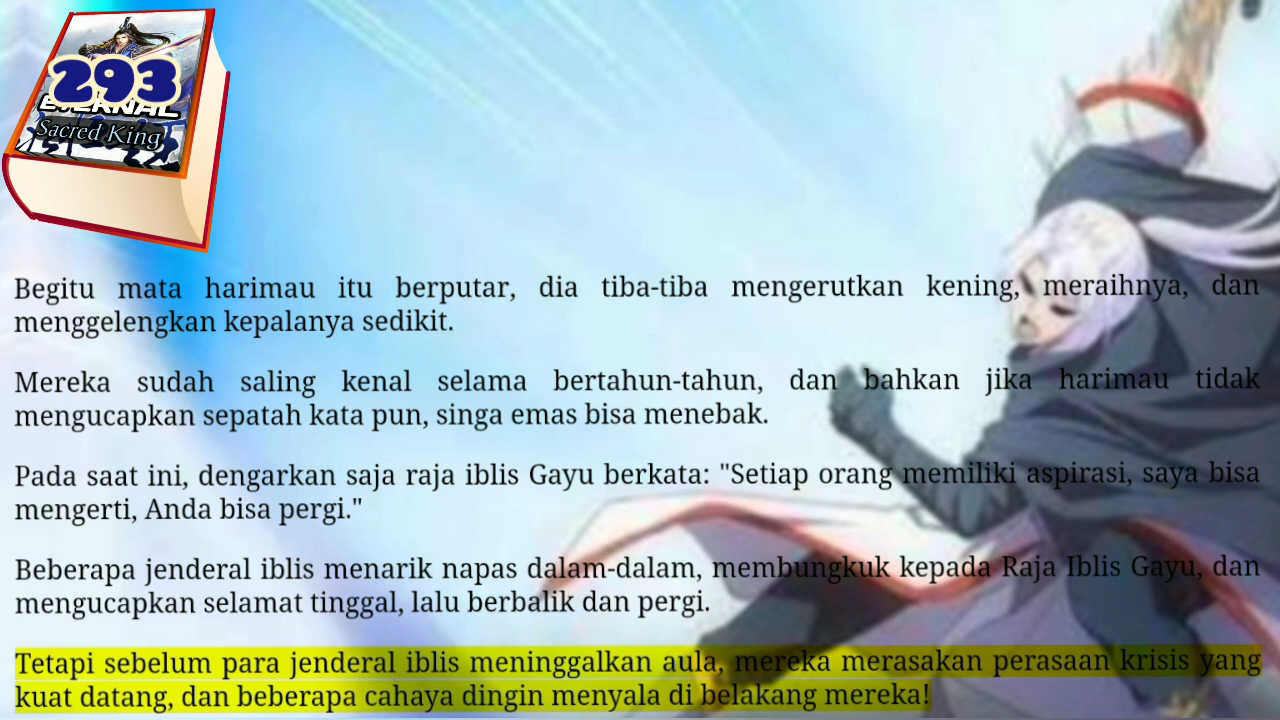 293
ETERNAL
Sacred King
Begitu mata harimau itu berputar, dia tiba-tiba mengerutkan kening, meraihnya, dan
menggelengkan kepalanya sedikit.
Mereka sudah saling kenal selama bertahun-tahun, dan bahkan jika harimau tidak
mengucapkan sepatah kata pun, singa emas bisa menebak.
Pada saat ini, dengarkan saja raja iblis Gayu berkata: "Setiap orang memiliki aspirasi, saya bisa
mengerti, Anda bisa pergi."
Beberapa jenderal iblis menarik napas dalam-dalam, membungkuk kepada Raja Iblis Gayu, dan
mengucapkan selamat tinggal, lalu berbalik dan pergi.
Tetapi sebelum para jenderal iblis meninggalkan aula, mereka merasakan perasaan krisis yang
kuat datang, dan beberapa cahaya dingin menyala di belakang mereka!